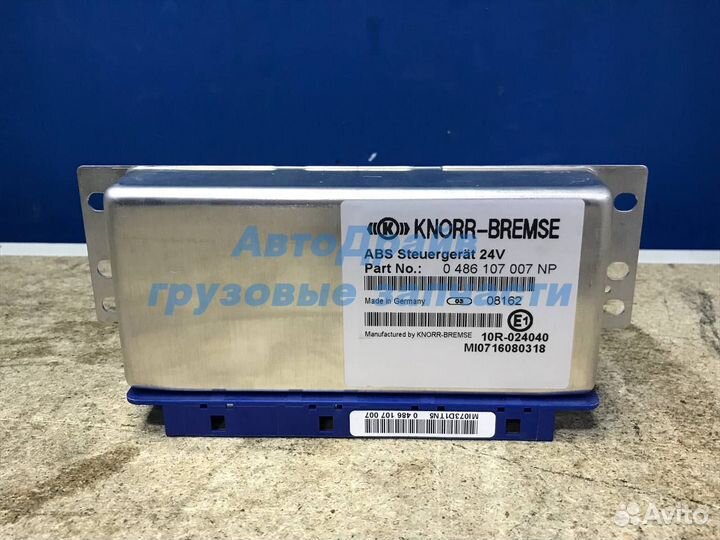 KNORR-BREMSE
ABS Steuergerät 24V
Part No.: 0 486 107 007 NP
АвтоДрайв
грузовые запчасти
Made in Germany 03 08162
E1
Manufactured by KNORR-BREMSE 10R-024040
MI0716080318
MI073D1TN5 0 486 107 007
Avito